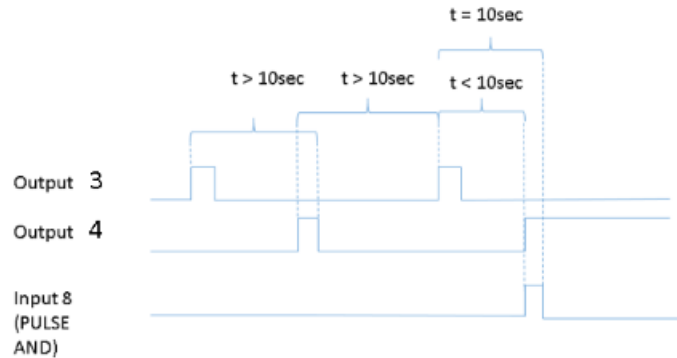 t = 10sec
t > 10sec
t > 10sec
t < 10sec
Output 3
Output 4
Input 8
(PULSE
AND)